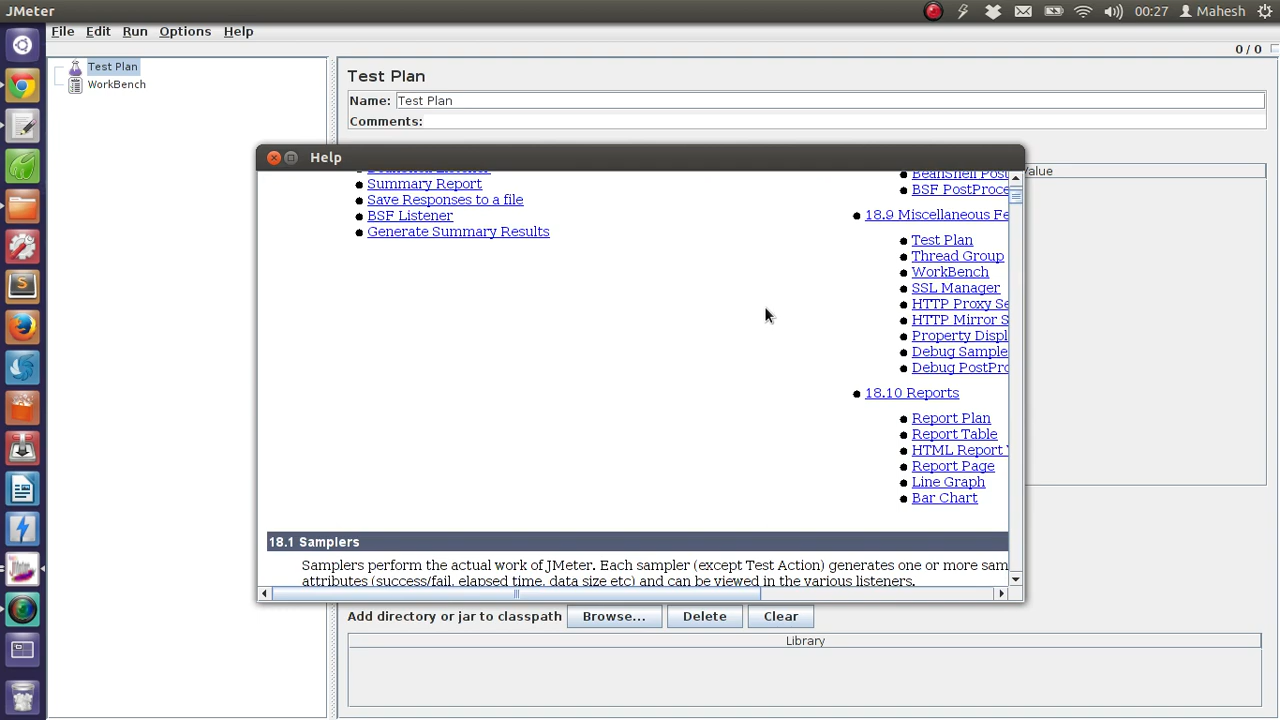 JMeter
00:27 Mahesh
File Edit Run Options Help
0 / 0
Test Plan
WorkBench
Test Plan
Name: Test Plan
Comments:
Value
Help
Summary Report
Save Responses to a file
BSF Listener
Generate Summary Results
BeanShell Post
BSF PostProce
18.9 Miscellaneous Fe
Test Plan
Thread Group
WorkBench
SSL Manager
HTTP Proxy Se
HTTP Mirror S
Property Displ
Debug Sample
Debug PostPro
18.10 Reports
Report Plan
Report Table
HTML Report
Report Page
Line Graph
Bar Chart
18.1 Samplers
Samplers perform the actual work of JMeter. Each sampler (except Test Action) generates one or more sam
attributes (success/fail, elapsed time, data size etc) and can be viewed in the various listeners.
Add directory or jar to classpath Browse... Delete Clear
Library